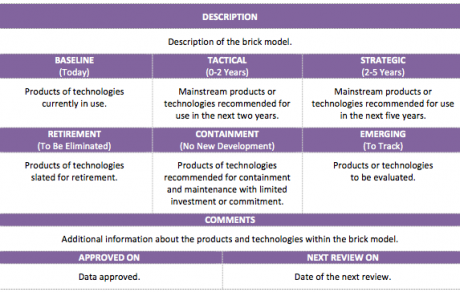 DESCRIPTION
Description of the brick model.
BASELINE
(Today)
TACTICAL
(0-2 Years)
STRATEGIC
(2-5 Years)
Products of technologies
currently in use.
Mainstream products or
technologies recommended for
use in the next two years.
Mainstream products or
technologies recommended for use
in the next five years.
RETIREMENT
(To Be Eliminated)
CONTAINMENT
(No New Development)
EMERGING
(To Track)
Products of technologies
slated for retirement.
Products of technologies
recommended for containment
and maintenance with limited
investment or commitment.
Products or technologies
to be evaluated.
COMMENTS
Additional information about the products and technologies within the brick model.
APPROVED ON
NEXT REVIEW ON
Data approved.
Date of the next review.